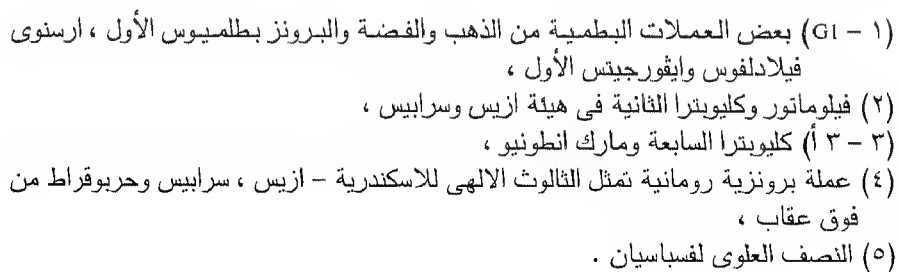 (١ – G1) بعض العملات البطمية من الذهب والفضة والبرونز بطلميوس الأول ، ارسنوى
فيلادلفوس وايڤورجيتس الأول ،
(٢) فيلوماتور وكليوبترا الثانية فى هيئة ازيس وسرابيس ،
(٣ – ٣ أ) كليوبترا السابعة ومارك انطونيو ،
(٤) عملة برونزية رومانية تمثل الثالوث الالهى للاسكندرية – ازيس ، سرابيس وحربوقراط من
فوق عقاب ،
(٥) النصف العلوى لفسباسيان .